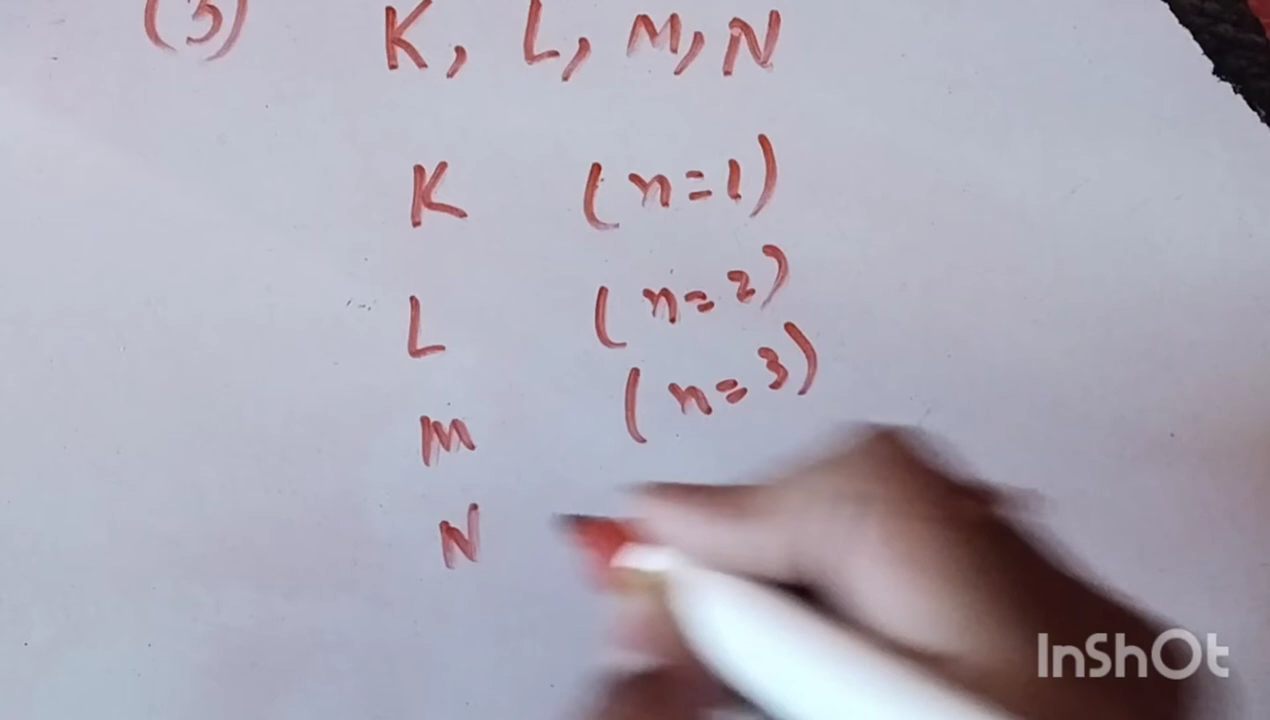 (3) K, L, M, N
K (n=1)
L (n=2)
M (n=3)
N
InShOt